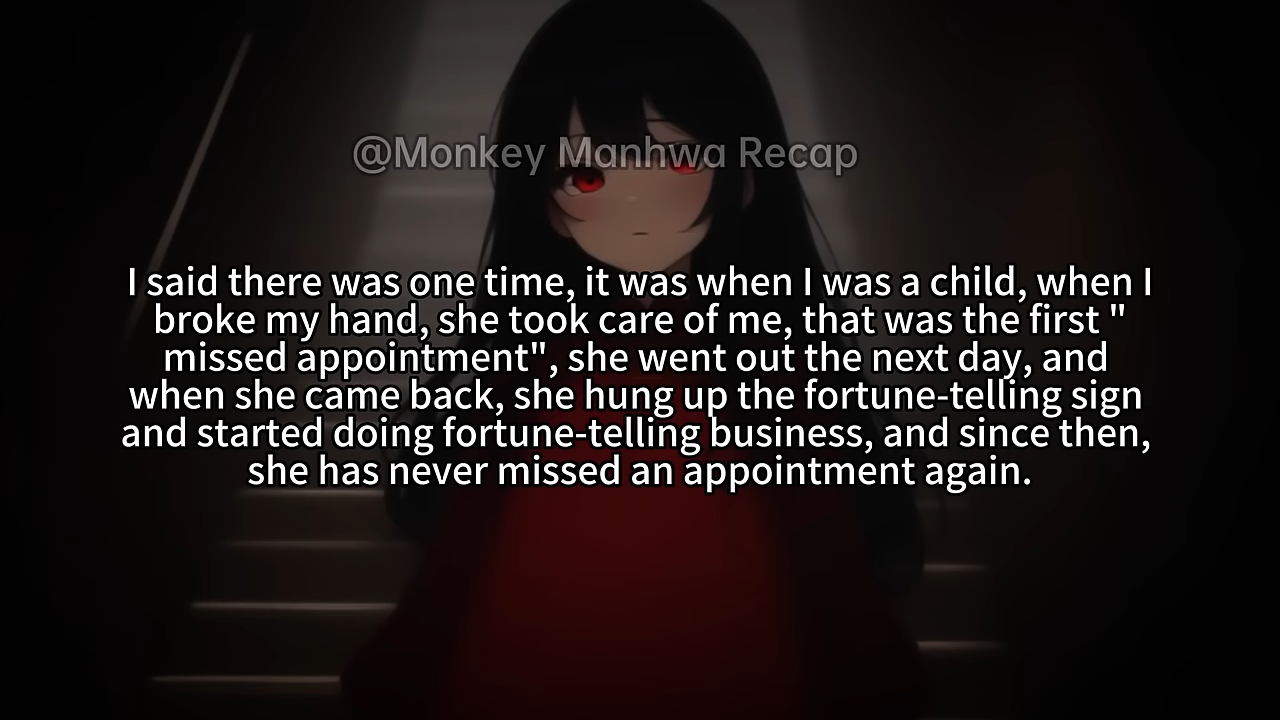 @Monkey Manhwa Recap
I said there was one time, it was when I was a child, when I
broke my hand, she took care of me, that was the first "
missed appointment", she went out the next day, and
when she came back, she hung up the fortune-telling sign
and started doing fortune-telling business, and since then,
she has never missed an appointment again.